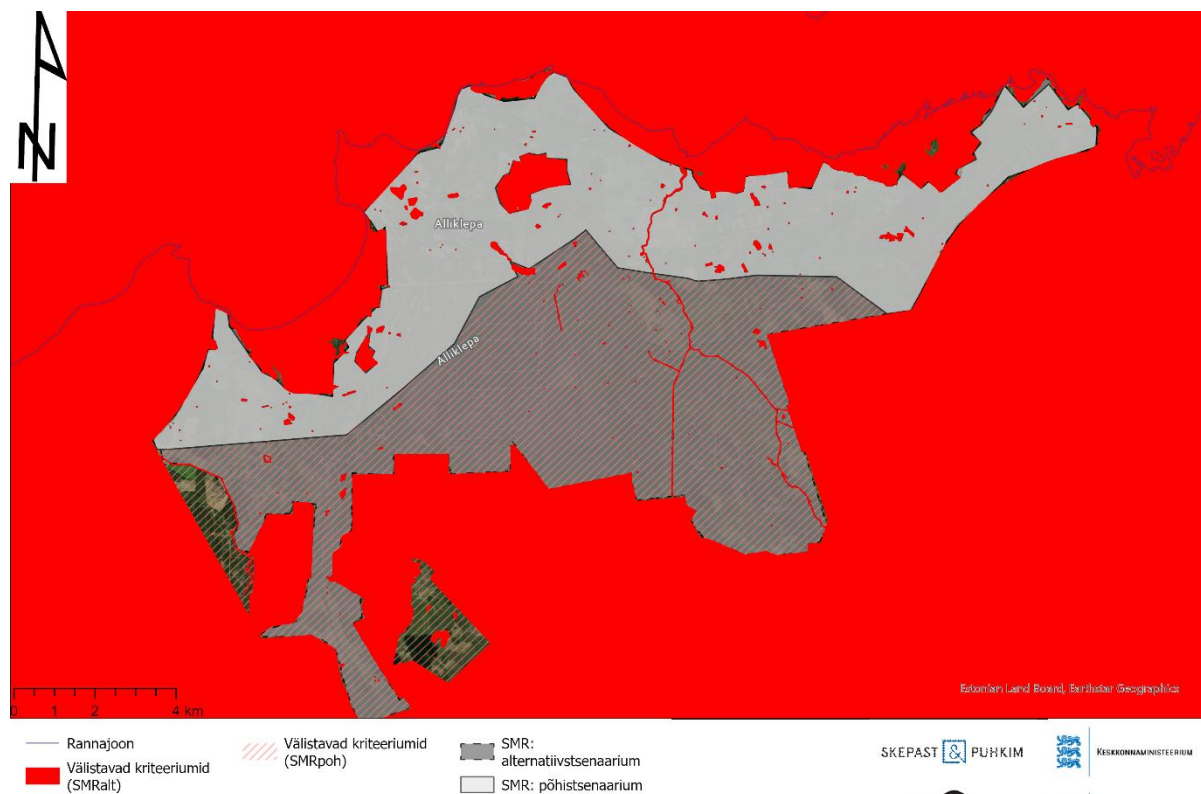 N
Alliklepa
Alliklepa
Estonian Land Board, Earthstar Geographics
0 1 2 4 km
Rannajoon
Välistavad kriteeriumid
(SMRalt)
Välistavad kriteeriumid
(SMRpoh)
SMR:
alternatiivstsenaarium
SMR: põhistsenaarium
SKEPAST & PUHKIM
KESKKONNAMINISTEERIUM